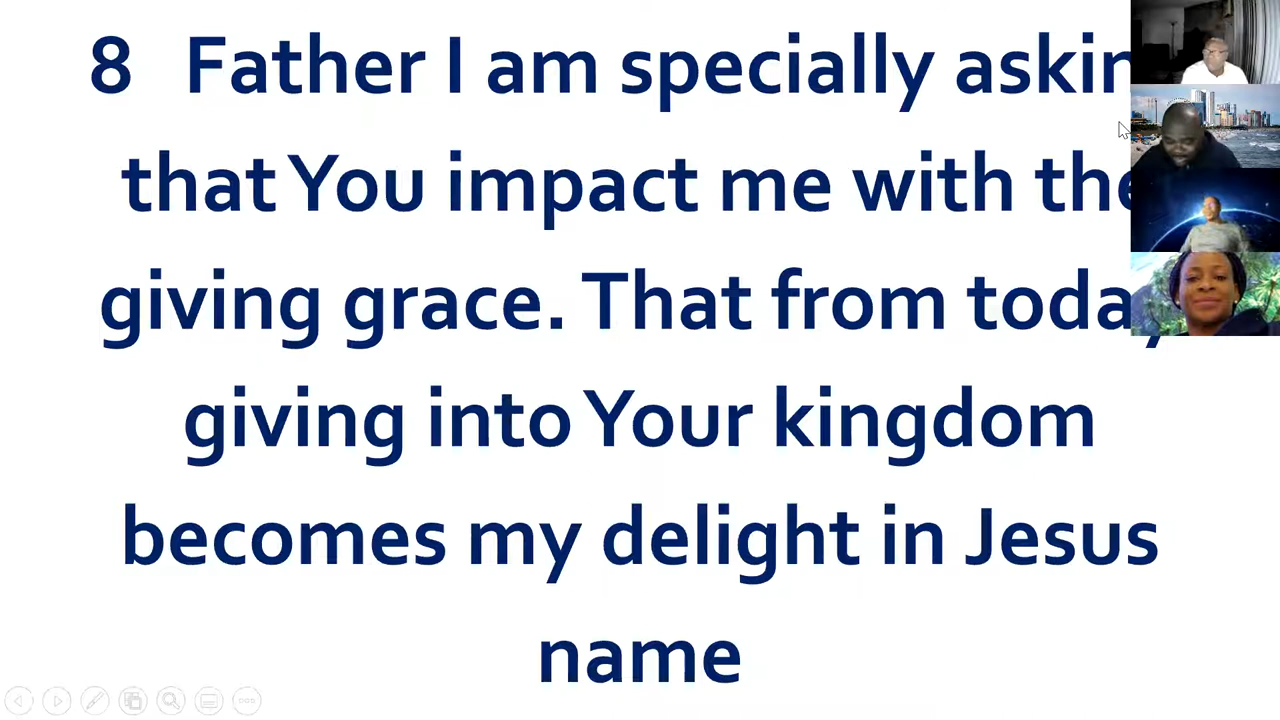 8 Father I am specially askin
that You impact me with the
giving grace. That from today
giving into Your kingdom
becomes my delight in Jesus
name